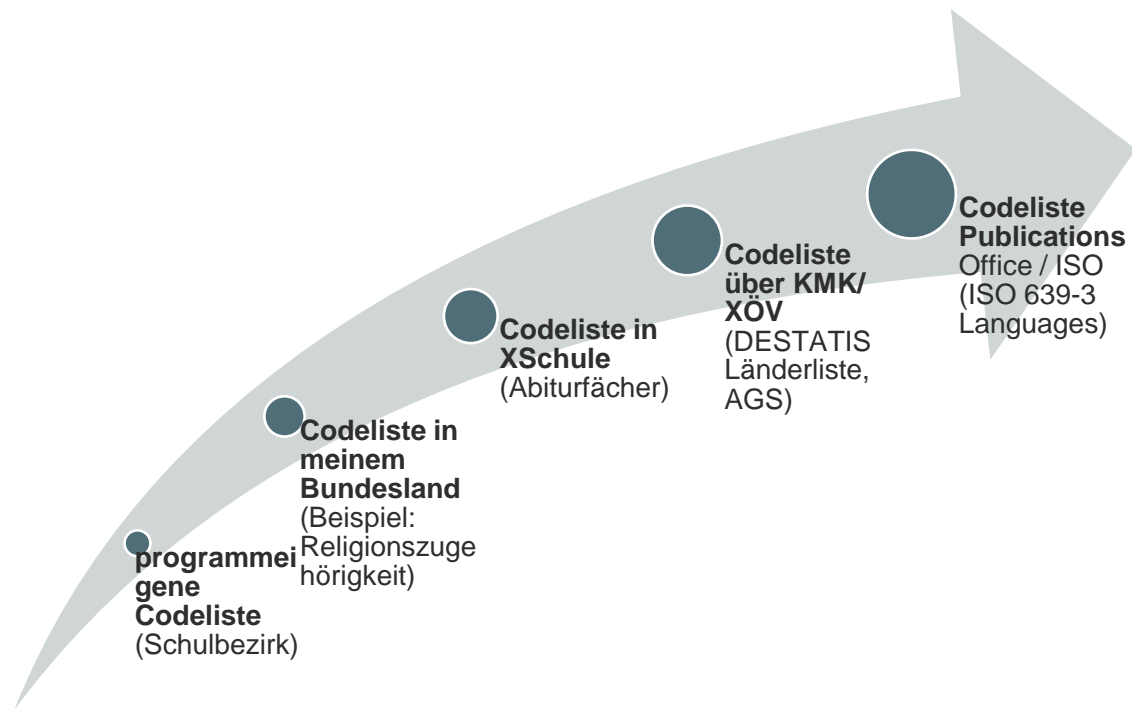 programmei
gene
Codeliste
(Schulbezirk)
Codeliste in
meinem
Bundesland
(Beispiel:
Religionszuge
hörigkeit)
Codeliste in
XSchule
(Abiturfächer)
Codeliste
über KMK/
XÖV
(DESTATIS
Länderliste,
AGS)
Codeliste
Publications
Office / ISO
(ISO 639-3
Languages)